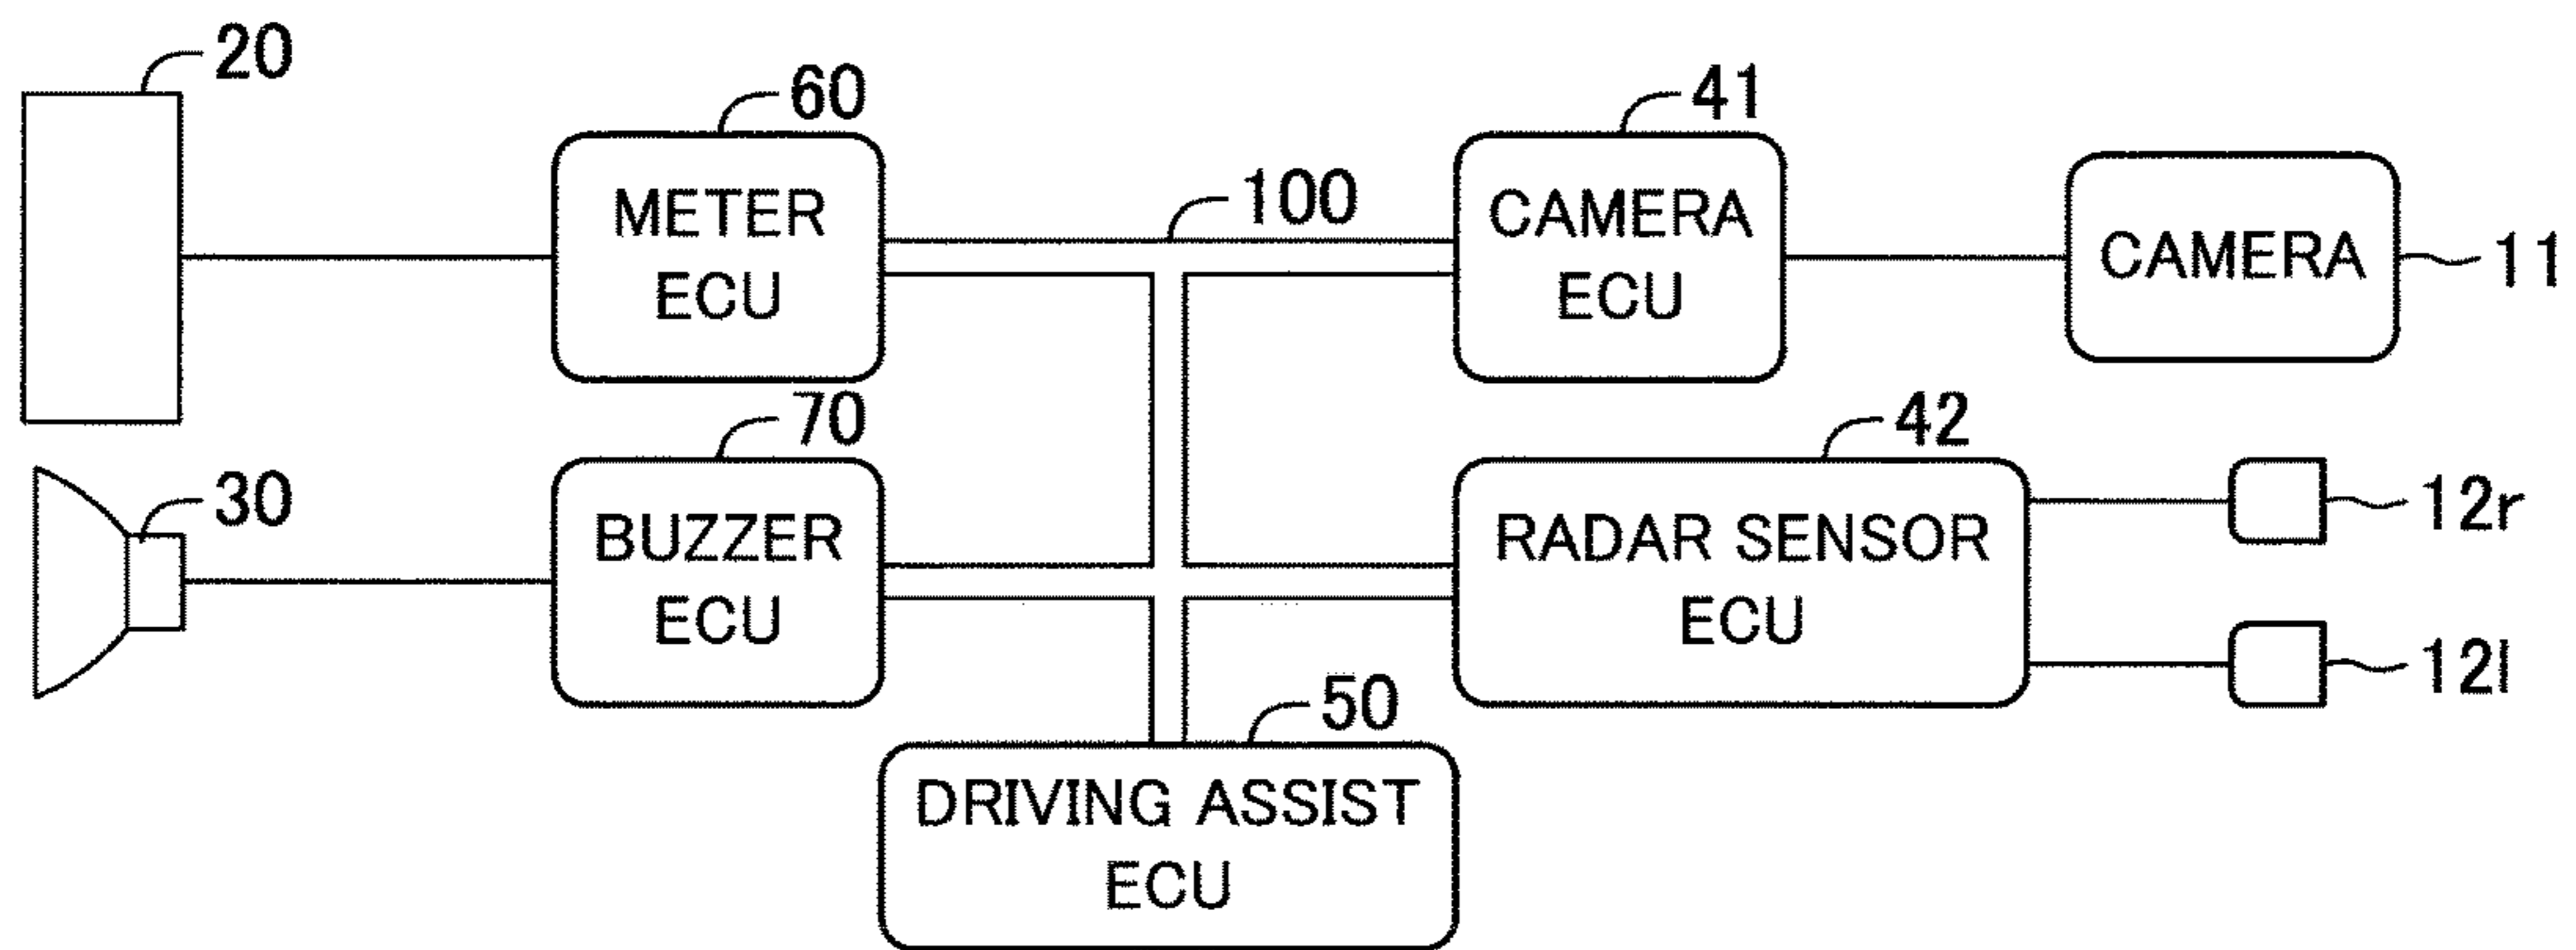 20
60
METER
ECU
100
41
CAMERA
ECU
CAMERA
11
30
70
BUZZER
ECU
42
RADAR SENSOR
ECU
12r
12l
50
DRIVING ASSIST
ECU